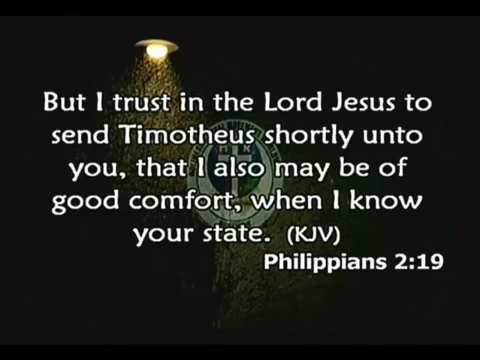 But I trust in the Lord Jesus to
send Timotheus shortly unto
you, that I also may be of
good comfort, when I know
your state. (KJV)
Philippians 2:19